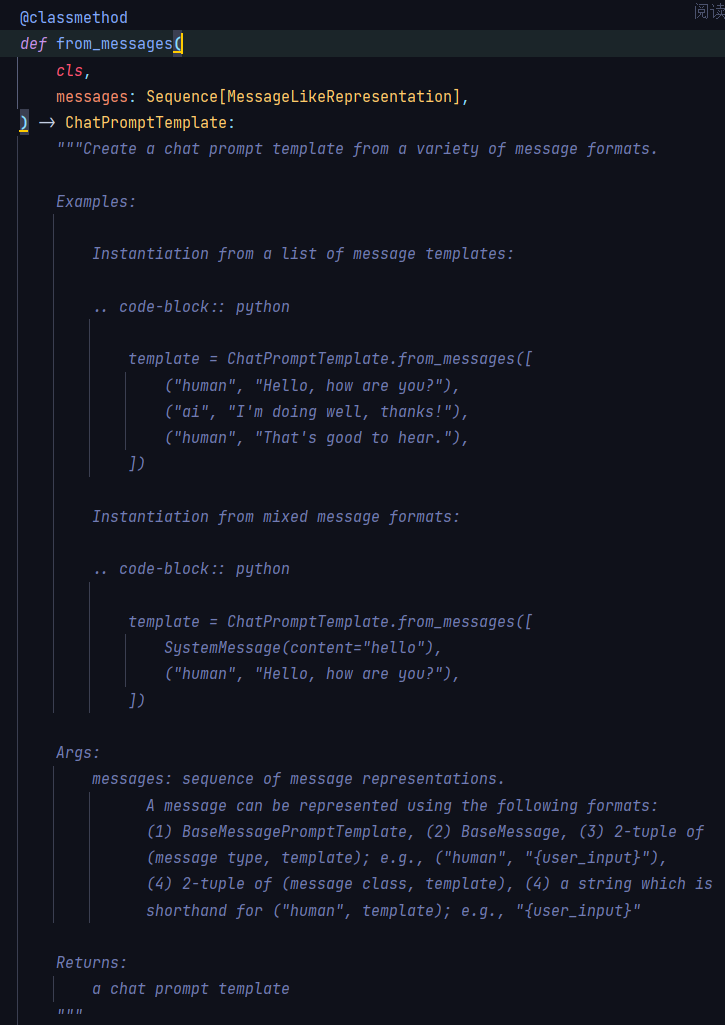 阅读
@classmethod
def from_messages(
    cls,
    messages: Sequence[MessageLikeRepresentation],
) -> ChatPromptTemplate:
    """Create a chat prompt template from a variety of message formats.

    Examples:

        Instantiation from a list of message templates:

        .. code-block:: python

            template = ChatPromptTemplate.from_messages([
                ("human", "Hello, how are you?"),
                ("ai", "I'm doing well, thanks!"),
                ("human", "That's good to hear."),
            ])

        Instantiation from mixed message formats:

        .. code-block:: python

            template = ChatPromptTemplate.from_messages([
                SystemMessage(content="hello"),
                ("human", "Hello, how are you?"),
            ])

    Args:
        messages: sequence of message representations.
              A message can be represented using the following formats:
              (1) BaseMessagePromptTemplate, (2) BaseMessage, (3) 2-tuple of
              (message type, template); e.g., ("human", "{user_input}"),
              (4) 2-tuple of (message class, template), (4) a string which is
              shorthand for ("human", template); e.g., "{user_input}"

    Returns:
        a chat prompt template
    """